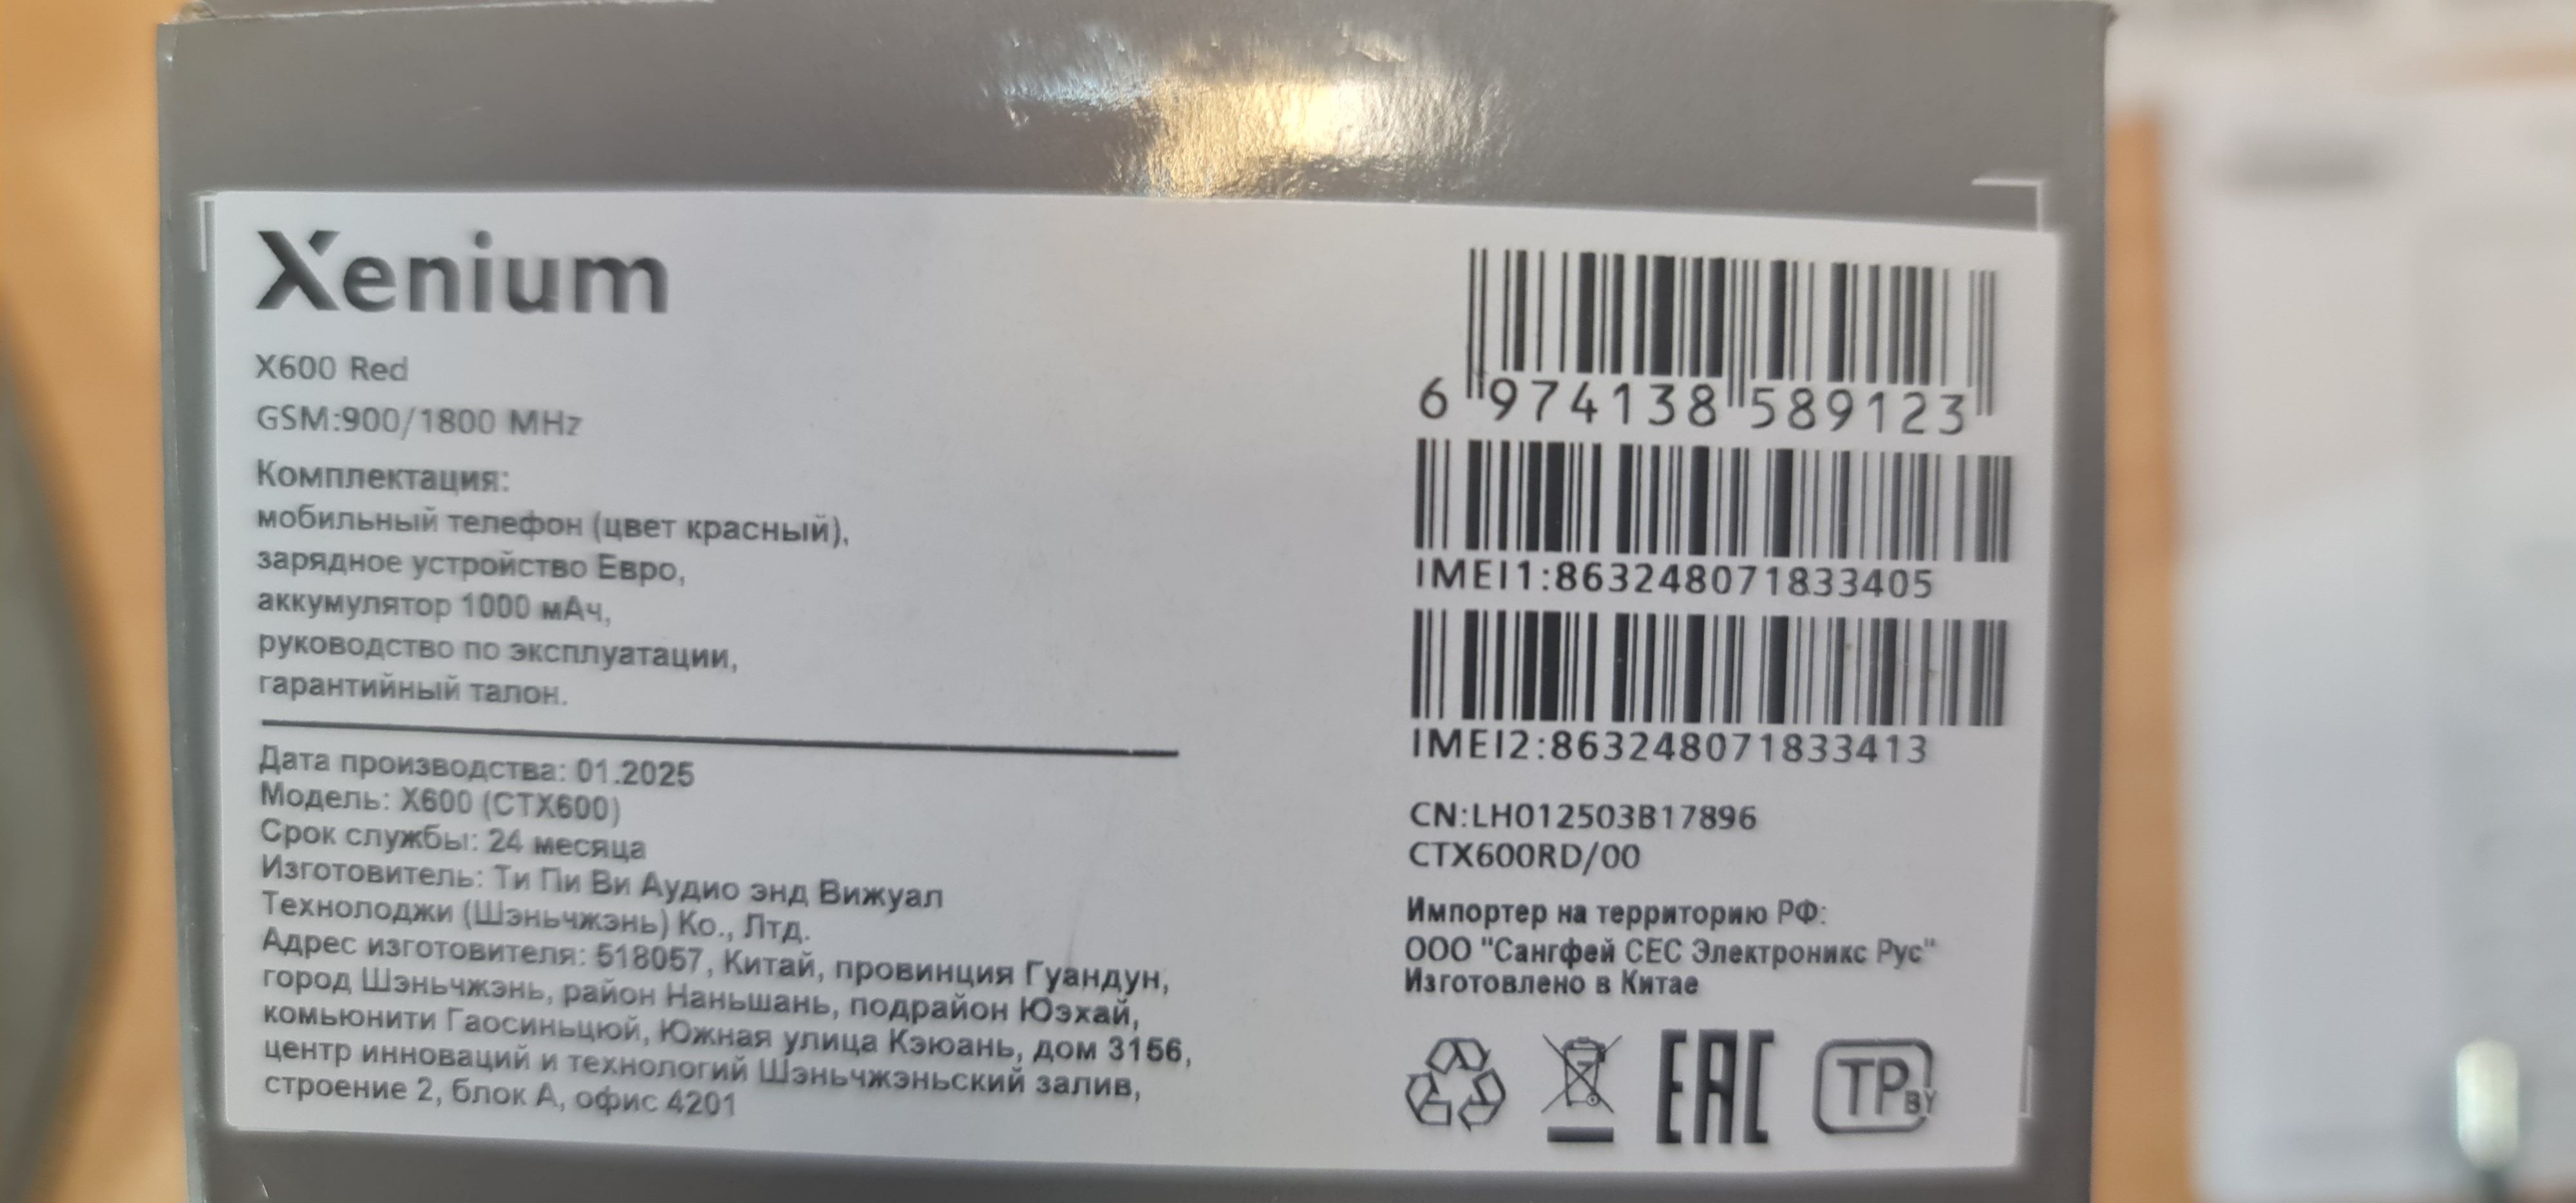 Xenium
X600 Red
GSM:900/1800 MHz
Комплектация:
мобильный телефон (цвет красный),
зарядное устройство Евро,
аккумулятор 1000 мАч,
руководство по эксплуатации,
гарантийный талон.
Дата производства: 01.2025
Модель: X600 (CTX600)
Срок службы: 24 месяца
Изготовитель: Ти Пи Ви Аудио энд Вижуал
Технолоджи (Шэньчжэнь) Ко., Лтд.
Адрес изготовителя: 518057, Китай, провинция Гуандун,
город Шэньчжэнь, район Наньшань, подрайон Юэхай,
комьюнити Гаосиньцюй, Южная улица Кэюань, дом 3156,
центр инноваций и технологий Шэньчжэньский залив,
строение 2, блок А, офис 4201
6 974138 589123
IMEI1:863248071833405
IMEI2:863248071833413
CN:LH012503B17896
CTX600RD/00
Импортер на территорию РФ:
ООО "Сангфей СЕС Электроникс Рус"
Изготовлено в Китае
EAC
TP BY